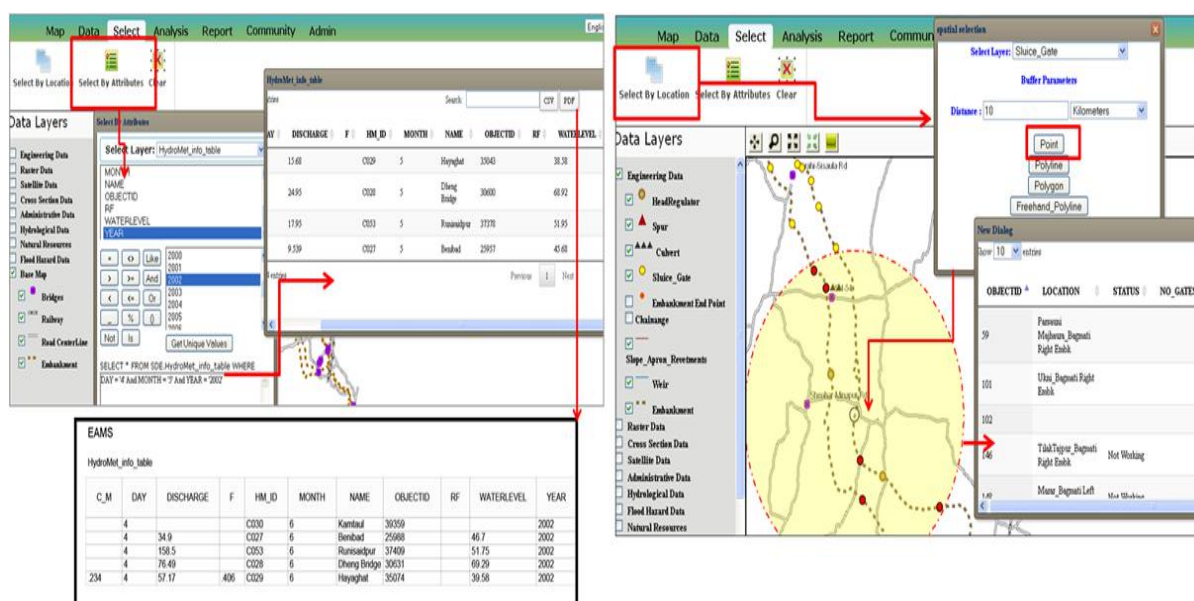 Map Data Select Analysis Report Community Admin
Select By Location Select By Attributes Clear
Data Layers
Engineering Data
Raster Data
Satellite Data
Cross Section Data
Administrative Data
Hydrological Data
Natural Resources
Flood Hazard Data
Base Map
Bridges
Railway
Road CenterLine
Embankment
Select By Attributes
Select Layer: HydroMet_info_table
MONTH
NAME
OBJECTID
RF
WATERLEVEL
YEAR
= <> Like
> >= And
< <= Or
_ % ()
Not Is
2000
2001
2002
2003
2004
2005
Get Unique Values
SELECT * FROM SDE.HydroMet_info_table WHERE
DAY = '4' And MONTH = '5' And YEAR = '2002'
HydroMet_info_table
Search: CSV PDF
DISCHARGE F HM_ID MONTH NAME OBJECTID RF WATERLEVEL
15.68 C029 5 Hayaghat 35043 38.58
24.95 C028 5 Dheng Bridge 30600 68.92
17.95 C053 5 Runisaidpur 37378 51.95
9.539 C027 5 Benibad 25957 45.68
entries
Previous 1 Next
EAMS
HydroMet_info_table
C_M DAY DISCHARGE F HM_ID MONTH NAME OBJECTID RF WATERLEVEL YEAR
4 C030 6 Kamtaul 39359 2002
4 34.9 C027 6 Benibad 25988 46.7 2002
4 158.5 C053 6 Runisaidpur 37409 51.75 2002
4 76.49 C028 6 Dheng Bridge 30631 69.29 2002
234 4 57.17 .406 C029 6 Hayaghat 35074 39.58 2002
Map Data Select Analysis Report
Select By Location Select By Attributes Clear
Data Layers
Engineering Data
HeadRegulator
Spur
Culvert
Sluice_Gate
Embankment End Point
Chainange
Slope_Apron_Revetments
Weir
Embankment
Raster Data
Cross Section Data
Satellite Data
Administrative Data
Hydrological Data
Flood Hazard Data
Natural Resources
spatial selection
Select Layer: Sluice_Gate
Buffer Parameters
Distance : 10 Kilometers
Point
Polyline
Polygon
Freehand_Polyline
New Dialog
Show 10 entries
OBJECTID LOCATION STATUS NO_GATES
59
Right Embk
101 Right
Embk
102
146 TilakTajpur_Bagmati
Right Embk Not Working
Left Not Working